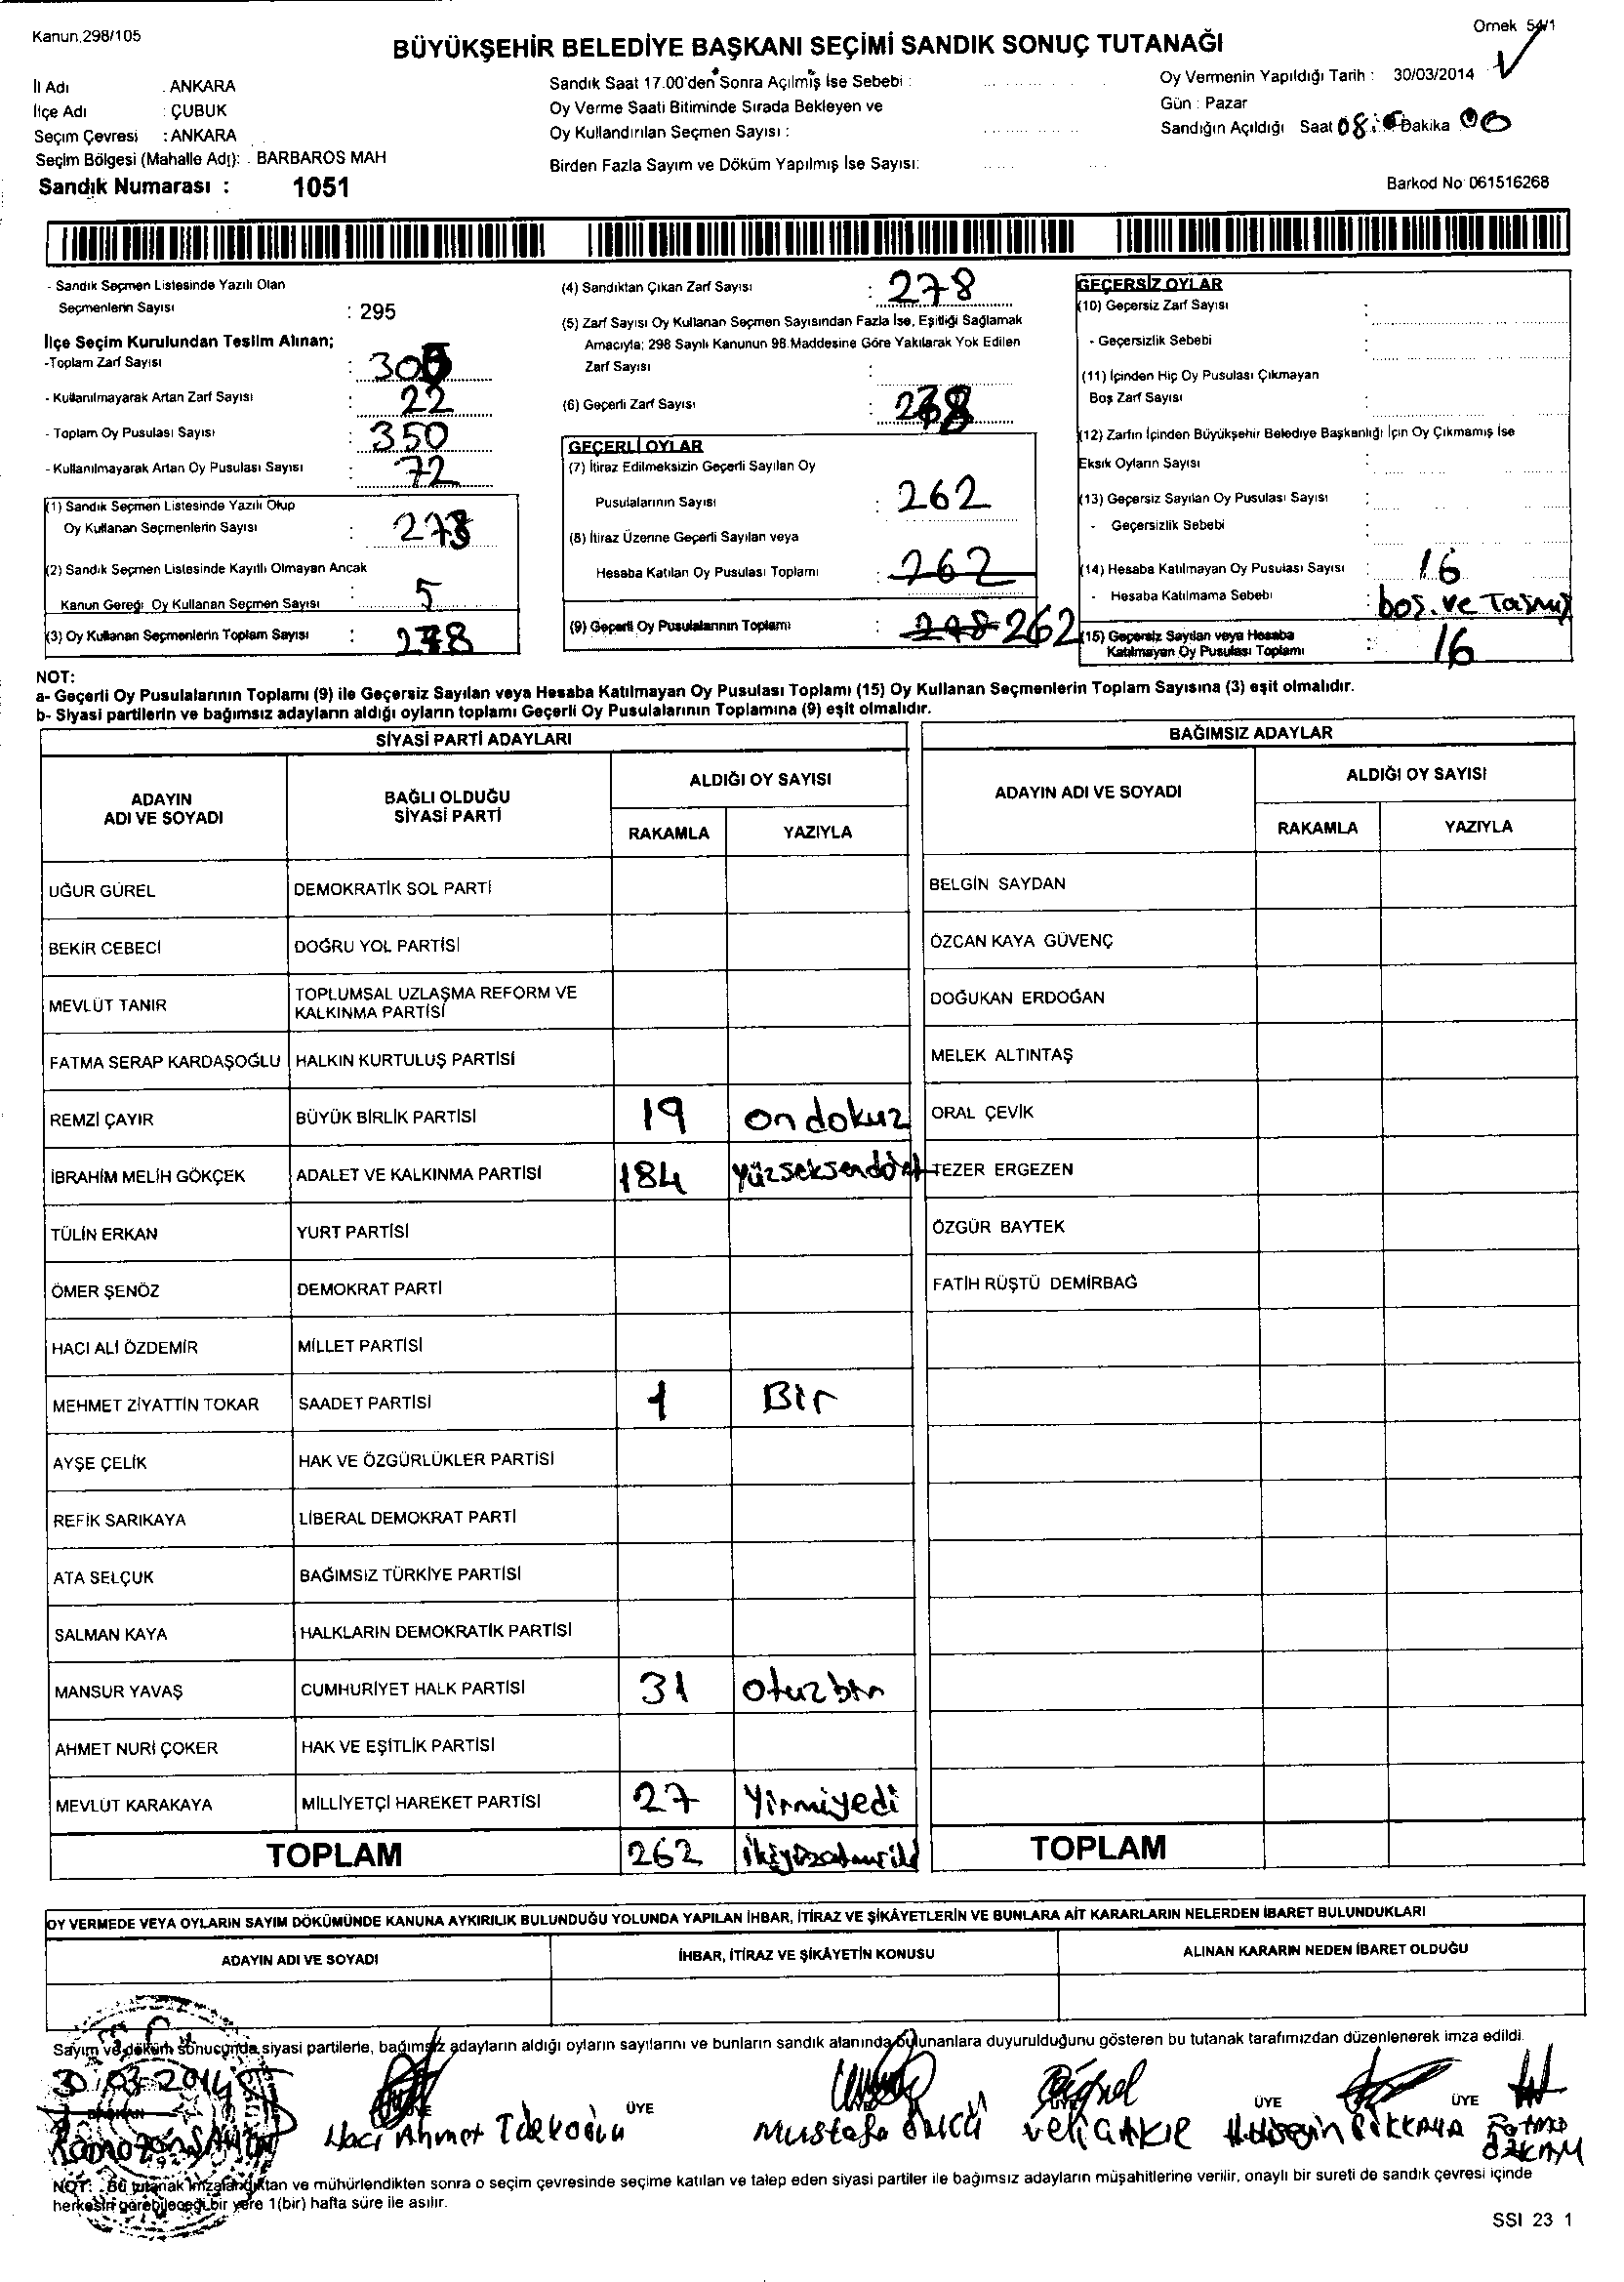 Kanun,298/105
Örnek 54/1
BÜYÜKŞEHİR BELEDİYE BAŞKANI SEÇİMİ SANDIK SONUÇ TUTANAĞI
İl Adı : ANKARA
İlçe Adı : ÇUBUK
Seçim Çevresi : ANKARA
Seçim Bölgesi (Mahalle Adı): BARBAROS MAH
Sandık Numarası : 1051
Sandık Saat 17.00'den Sonra Açılmış İse Sebebi :
Oy Verme Saati Bitiminde Sırada Bekleyen ve
Oy Kullandırılan Seçmen Sayısı :
Birden Fazla Sayım ve Döküm Yapılmış İse Sayısı:
Oy Vermenin Yapıldığı Tarih : 30/03/2014
Gün : Pazar
Sandığın Açıldığı Saat 08: Dakika 00
Barkod No 061516268
- Sandık Seçmen Listesinde Yazılı Olan
Seçmenlerin Sayısı : 295
İlçe Seçim Kurulundan Teslim Alınan;
-Toplam Zarf Sayısı : 300
- Kullanılmayarak Artan Zarf Sayısı : 22
- Toplam Oy Pusulası Sayısı : 350
- Kullanılmayarak Artan Oy Pusulası Sayısı : 72
(1) Sandık Seçmen Listesinde Yazılı Olup
Oy Kullanan Seçmenlerin Sayısı : 273
(2) Sandık Seçmen Listesinde Kayıtlı Olmayan Ancak
Kanun Gereği Oy Kullanan Seçmen Sayısı : 5
(3) Oy Kullanan Seçmenlerin Toplam Sayısı : 278
(4) Sandıktan Çıkan Zarf Sayısı : 278
(5) Zarf Sayısı Oy Kullanan Seçmen Sayısından Fazla İse, Eşitliği Sağlamak
Amacıyla; 298 Sayılı Kanunun 98.Maddesine Göre Yakılarak Yok Edilen
Zarf Sayısı :
(6) Geçerli Zarf Sayısı : 278
GEÇERLİ OYLAR
(7) İtiraz Edilmeksizin Geçerli Sayılan Oy
Pusulalarının Sayısı : 262
(8) İtiraz Üzerine Geçerli Sayılan veya
Hesaba Katılan Oy Pusulası Toplamı : 262
(9) Geçerli Oy Pusulalarının Toplamı : 278 262
GEÇERSİZ OYLAR
(10) Geçersiz Zarf Sayısı :
- Geçersizlik Sebebi :
(11) İçinden Hiç Oy Pusulası Çıkmayan
Boş Zarf Sayısı :
(12) Zarfın İçinden Büyükşehir Belediye Başkanlığı İçin Oy Çıkmamış İse
Eksik Oyların Sayısı :
(13) Geçersiz Sayılan Oy Pusulası Sayısı :
- Geçersizlik Sebebi :
(14) Hesaba Katılmayan Oy Pusulası Sayısı : 16
- Hesaba Katılmama Sebebi : boş. ve Taşmış
(15) Geçersiz Sayılan veya Hesaba
Katılmayan Oy Pusulası Toplamı : 16
NOT:
a- Geçerli Oy Pusulalarının Toplamı (9) ile Geçersiz Sayılan veya Hesaba Katılmayan Oy Pusulası Toplamı (15) Oy Kullanan Seçmenlerin Toplam Sayısına (3) eşit olmalıdır.
b- Siyasi partilerin ve bağımsız adayların aldığı oyların toplamı Geçerli Oy Pusulalarının Toplamına (9) eşit olmalıdır.
SİYASİ PARTİ ADAYLARI
ADAYIN ADI VE SOYADI
BAĞLI OLDUĞU SİYASİ PARTİ
ALDIĞI OY SAYISI
RAKAMLA YAZIYLA
UĞUR GÜREL DEMOKRATİK SOL PARTİ
BEKİR CEBECİ DOĞRU YOL PARTİSİ
MEVLÜT TANIR TOPLUMSAL UZLAŞMA REFORM VE
KALKINMA PARTİSİ
FATMA SERAP KARDAŞOĞLU HALKIN KURTULUŞ PARTİSİ
REMZİ ÇAYIR BÜYÜK BİRLİK PARTİSİ 19 on dokuz
İBRAHİM MELİH GÖKÇEK ADALET VE KALKINMA PARTİSİ 184 yüzseksendört
TÜLİN ERKAN YURT PARTİSİ
ÖMER ŞENÖZ DEMOKRAT PARTİ
HACI ALİ ÖZDEMİR MİLLET PARTİSİ
MEHMET ZİYATTİN TOKAR SAADET PARTİSİ 1 Bir
AYŞE ÇELİK HAK VE ÖZGÜRLÜKLER PARTİSİ
REFİK SARIKAYA LİBERAL DEMOKRAT PARTİ
ATA SELÇUK BAĞIMSIZ TÜRKİYE PARTİSİ
SALMAN KAYA HALKLARIN DEMOKRATİK PARTİSİ
MANSUR YAVAŞ CUMHURİYET HALK PARTİSİ 31 otuzbir
AHMET NURİ ÇOKER HAK VE EŞİTLİK PARTİSİ
MEVLÜT KARAKAYA MİLLİYETÇİ HAREKET PARTİSİ 27 Yirmiyedi
TOPLAM 262
BAĞIMSIZ ADAYLAR
ADAYIN ADI VE SOYADI
ALDIĞI OY SAYISI
RAKAMLA YAZIYLA
BELGİN SAYDAN
ÖZCAN KAYA GÜVENÇ
DOĞUKAN ERDOĞAN
MELEK ALTINTAŞ
ORAL ÇEVİK
TEZER ERGEZEN
ÖZGÜR BAYTEK
FATİH RÜŞTÜ DEMİRBAĞ
TOPLAM
OY VERMEDE VEYA OYLARIN SAYIM DÖKÜMÜNDE KANUNA AYKIRILIK BULUNDUĞU YOLUNDA YAPILAN İHBAR, İTİRAZ VE ŞİKÂYETLERİN VE BUNLARA AİT KARARLARIN NELERDEN İBARET BULUNDUKLARI
ADAYIN ADI VE SOYADI
İHBAR, İTİRAZ VE ŞİKÂYETİN KONUSU
ALINAN KARARIN NEDEN İBARET OLDUĞU
Sayım ve döküm sonucunda siyasi partilerle, bağımsız adayların aldığı oyların sayılarını ve bunların sandık alanında bulunanlara duyurulduğunu gösteren bu tutanak tarafımızdan düzenlenerek imza edildi.
30/03 2014
BAŞKAN ÜYE ÜYE ÜYE
Hacı Ahmet Mustafa Veli Hüseyin Fatma
NOT: Bu tutanak imzalandıktan ve mühürlendikten sonra o seçim çevresinde seçime katılan ve talep eden siyasi partiler ile bağımsız adayların müşahitlerine verilir, onaylı bir sureti de sandık çevresi içinde
herkesin görebileceği bir yere 1(bir) hafta süre ile asılır.
SSI 23 1